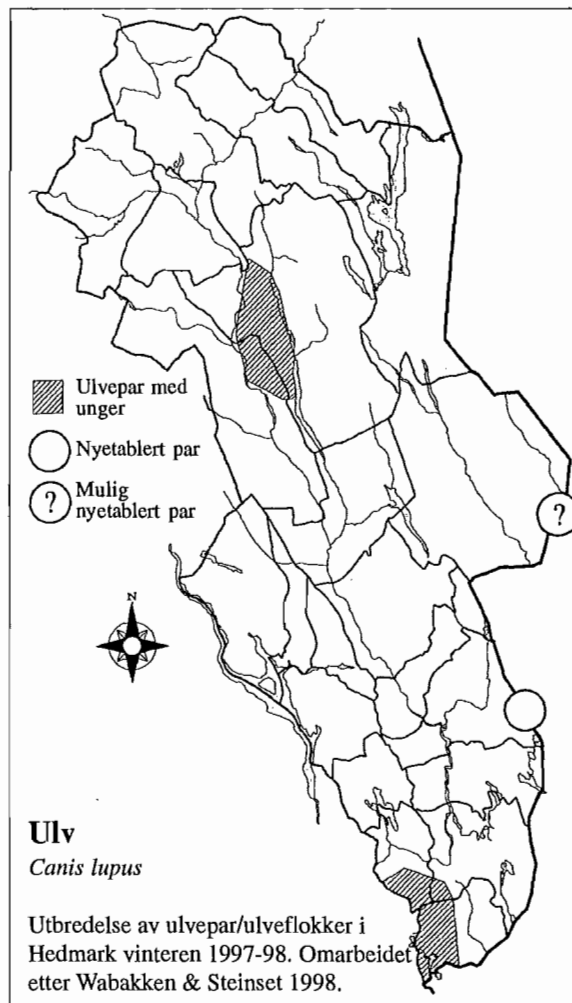 Ulvepar med
unger
Nyetablert par
?
Mulig
nyetablert par
?
N
Ulv
Canis lupus
Utbredelse av ulvepar/ulveflokker i
Hedmark vinteren 1997-98. Omarbeidet
etter Wabakken & Steinset 1998.